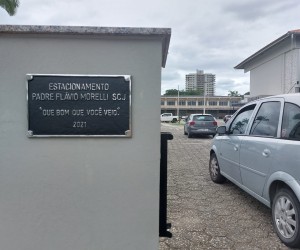 ESTACIONAMENTO
PADRE FLÁVIO MORELLI SCJ
"QUE BOM QUE VOCÊ VEIO".
2021